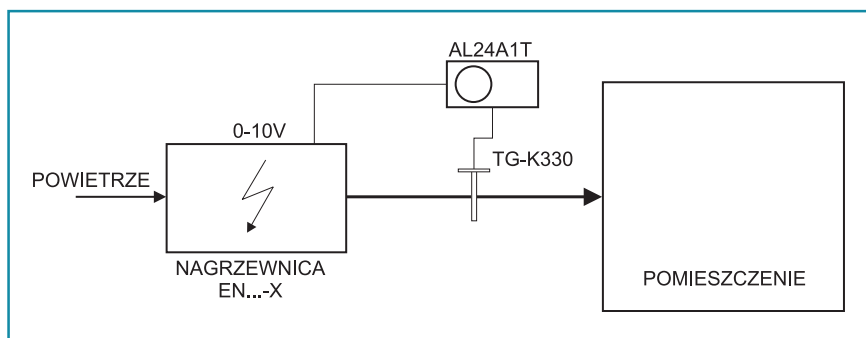 AL24A1T
0-10V
TG-K330
POWIETRZE
NAGRZEWNICA
EN...-X
POMIESZCZENIE